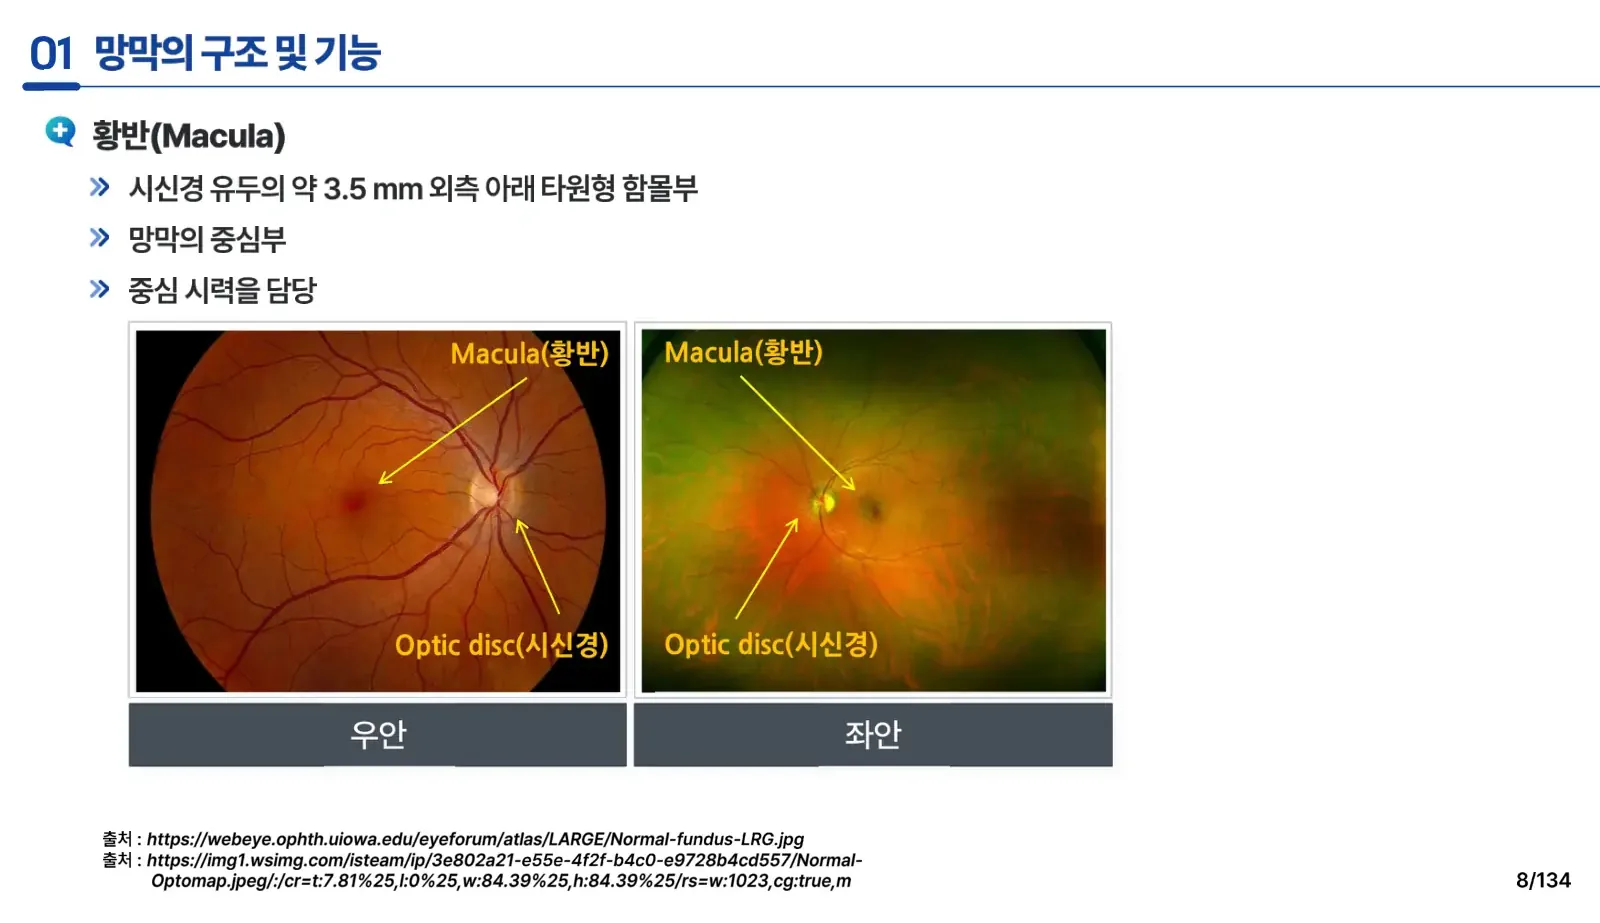 01 망막의 구조 및 기능
황반(Macula)
시신경 유두의 약 3.5 mm 외측 아래 타원형 함몰부
망막의 중심부
중심 시력을 담당
Macula(황반)
Optic disc(시신경)
우안
Macula(황반)
Optic disc(시신경)
좌안
출처 : https://webeye.ophth.uiowa.edu/eyeforum/atlas/LARGE/Normal-fundus-LRG.jpg
출처 : https://img1.wsimg.com/isteam/ip/3e802a21-e55e-4f2f-b4c0-e9728b4cd557/Normal-
Optomap.jpeg/:/cr=t:7.81%25,l:0%25,w:84.39%25,h:84.39%25/rs=w:1023,cg:true,m
8/134